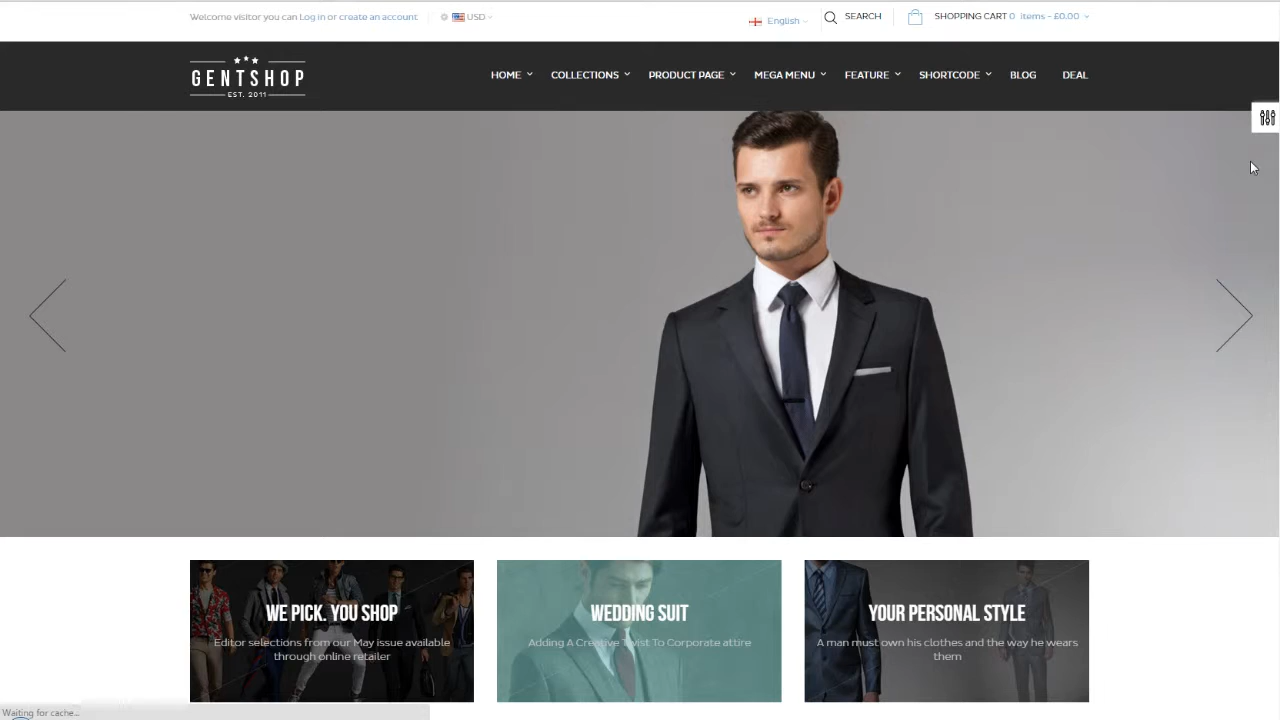 Welcome visitor you can Log in or create an account
USD
English
SEARCH
SHOPPING CART 0 items - £0.00
GENTSHOP
EST. 2011
HOME
COLLECTIONS
PRODUCT PAGE
MEGA MENU
FEATURE
SHORTCODE
BLOG
DEAL
WE PICK. YOU SHOP
Editor selections from our May issue available
through online retailer
WEDDING SUIT
Adding A Creative Twist To Corporate attire
YOUR PERSONAL STYLE
A man must own his clothes and the way he wears
them
Waiting for cache...